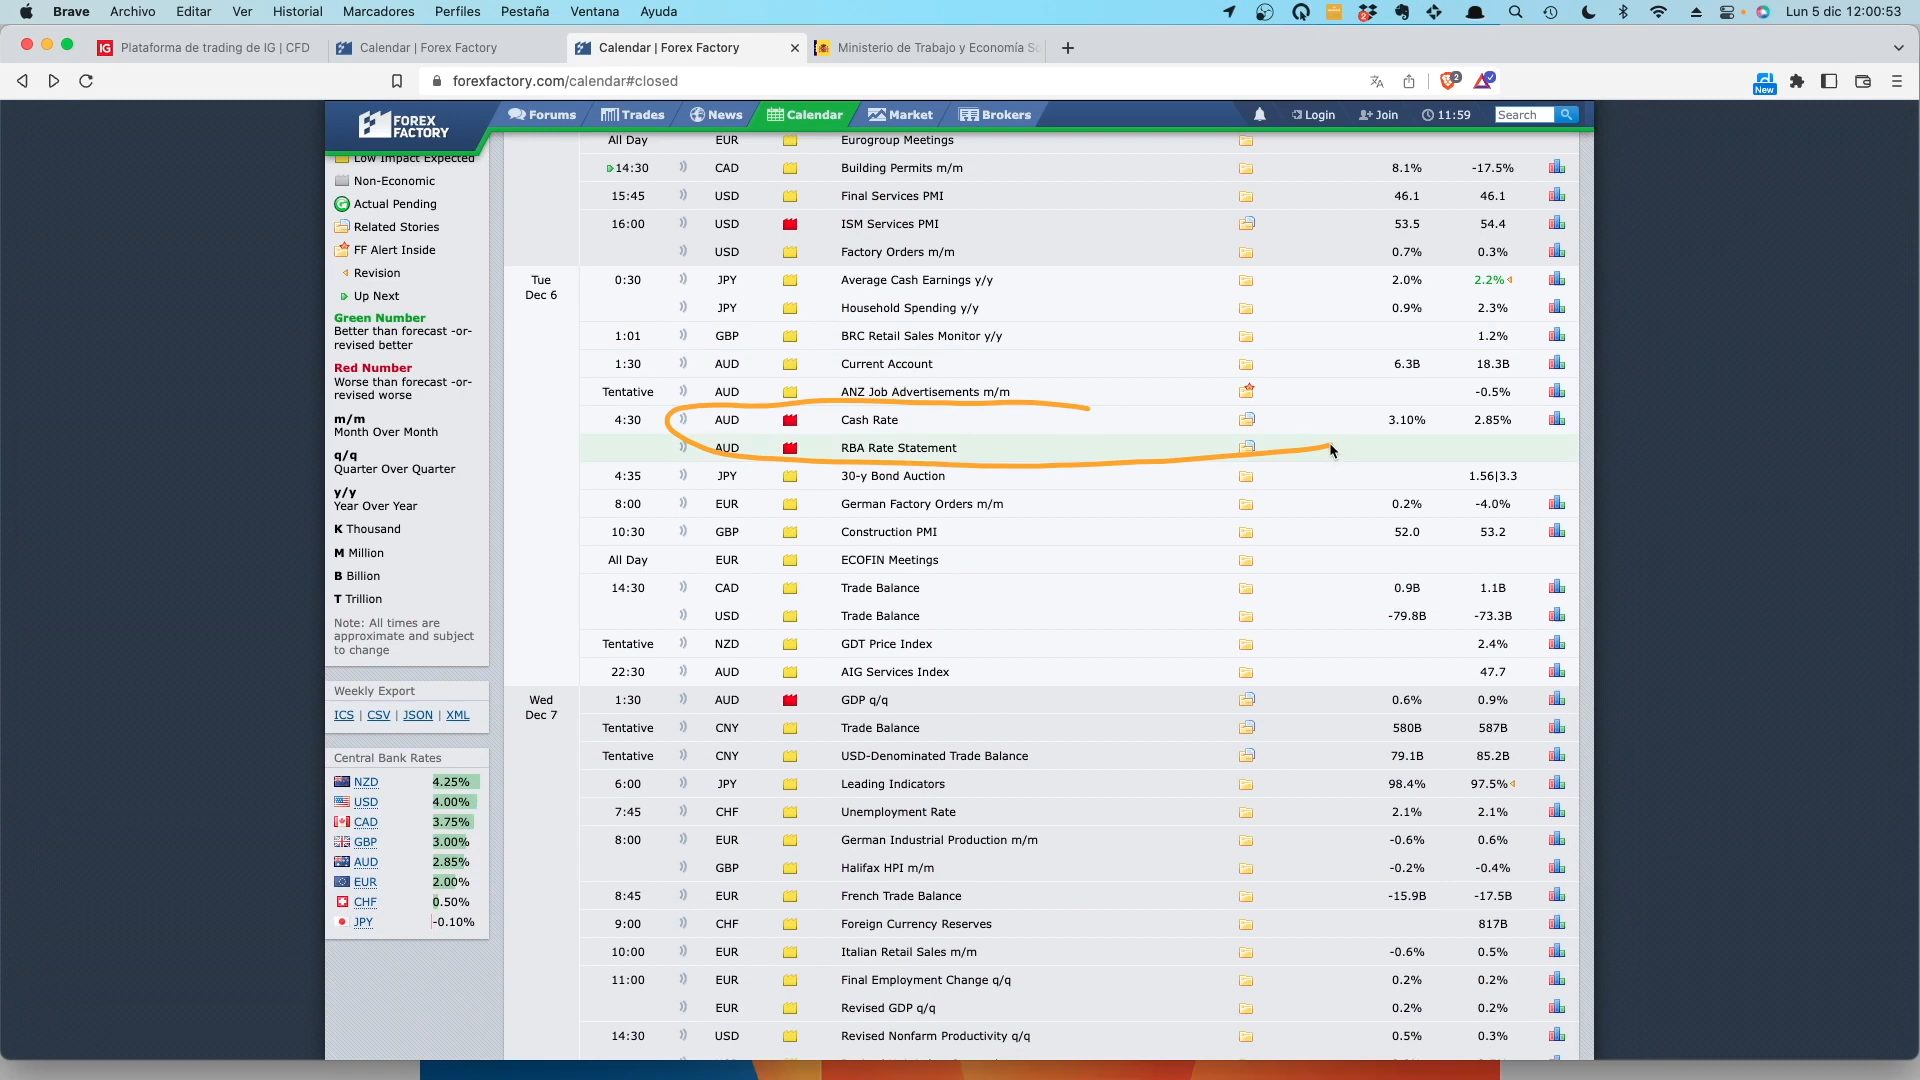 Brave Archivo Editar Ver Historial Marcadores Perfiles Pestaña Ventana Ayuda 2 Lun 5 dic 12:00:53
IG Plataforma de trading de IG | CFD Calendar | Forex Factory Calendar | Forex Factory Ministerio de Trabajo y Economía So
forexfactory.com/calendar#closed 2 New
FOREX FACTORY Forums Trades News Calendar Market Brokers Login Join 11:59 Search
Low Impact Expected
Non-Economic
Actual Pending
Related Stories
FF Alert Inside
Revision
Up Next
Green Number
Better than forecast -or-
revised better
Red Number
Worse than forecast -or-
revised worse
m/m
Month Over Month
q/q
Quarter Over Quarter
y/y
Year Over Year
K Thousand
M Million
B Billion
T Trillion
Note: All times are
approximate and subject
to change
Weekly Export
ICS | CSV | JSON | XML
Central Bank Rates
NZD 4.25%
USD 4.00%
CAD 3.75%
GBP 3.00%
AUD 2.85%
EUR 2.00%
CHF 0.50%
JPY -0.10%
All Day EUR Eurogroup Meetings
14:30 CAD Building Permits m/m 8.1% -17.5%
15:45 USD Final Services PMI 46.1 46.1
16:00 USD ISM Services PMI 53.5 54.4
USD Factory Orders m/m 0.7% 0.3%
Tue Dec 6 0:30 JPY Average Cash Earnings y/y 2.0% 2.2%
JPY Household Spending y/y 0.9% 2.3%
1:01 GBP BRC Retail Sales Monitor y/y 1.2%
1:30 AUD Current Account 6.3B 18.3B
Tentative AUD ANZ Job Advertisements m/m -0.5%
4:30 AUD Cash Rate 3.10% 2.85%
AUD RBA Rate Statement
4:35 JPY 30-y Bond Auction 1.56|3.3
8:00 EUR German Factory Orders m/m 0.2% -4.0%
10:30 GBP Construction PMI 52.0 53.2
All Day EUR ECOFIN Meetings
14:30 CAD Trade Balance 0.9B 1.1B
USD Trade Balance -79.8B -73.3B
Tentative NZD GDT Price Index 2.4%
22:30 AUD AIG Services Index 47.7
Wed Dec 7 1:30 AUD GDP q/q 0.6% 0.9%
Tentative CNY Trade Balance 580B 587B
Tentative CNY USD-Denominated Trade Balance 79.1B 85.2B
6:00 JPY Leading Indicators 98.4% 97.5%
7:45 CHF Unemployment Rate 2.1% 2.1%
8:00 EUR German Industrial Production m/m -0.6% 0.6%
GBP Halifax HPI m/m -0.2% -0.4%
8:45 EUR French Trade Balance -15.9B -17.5B
9:00 CHF Foreign Currency Reserves 817B
10:00 EUR Italian Retail Sales m/m -0.6% 0.5%
11:00 EUR Final Employment Change q/q 0.2% 0.2%
EUR Revised GDP q/q 0.2% 0.2%
14:30 USD Revised Nonfarm Productivity q/q 0.5% 0.3%